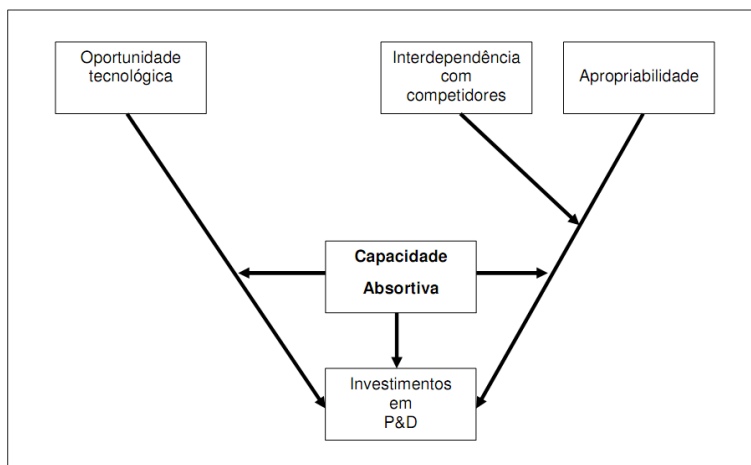 Oportunidade
tecnológica
Interdependência
com
competidores
Apropriabilidade
Capacidade
Absortiva
Investimentos
em
P&D